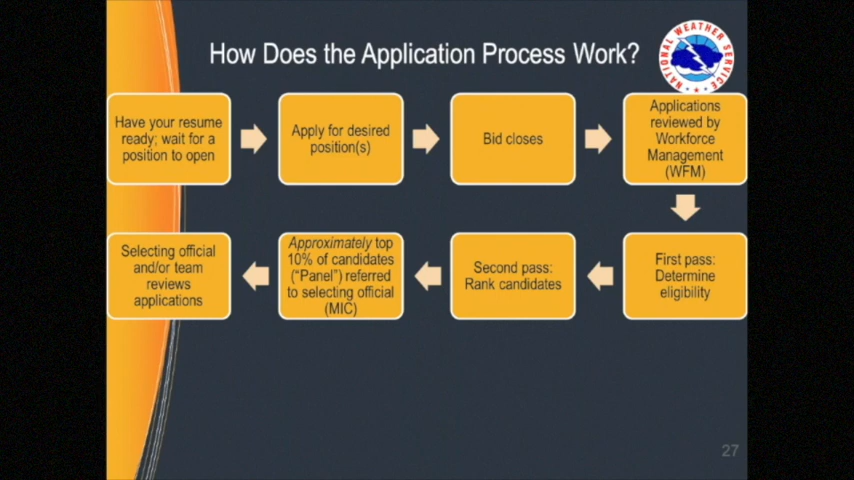 How Does the Application Process Work?
NATIONAL WEATHER SERVICE
Have your resume
ready; wait for a
position to open
Apply for desired
position(s)
Bid closes
Applications
reviewed by
Workforce
Management
(WFM)
First pass:
Determine
eligibility
Second pass:
Rank candidates
Approximately top
10% of candidates
("Panel") referred
to selecting official
(MIC)
Selecting official
and/or team
reviews
applications
27